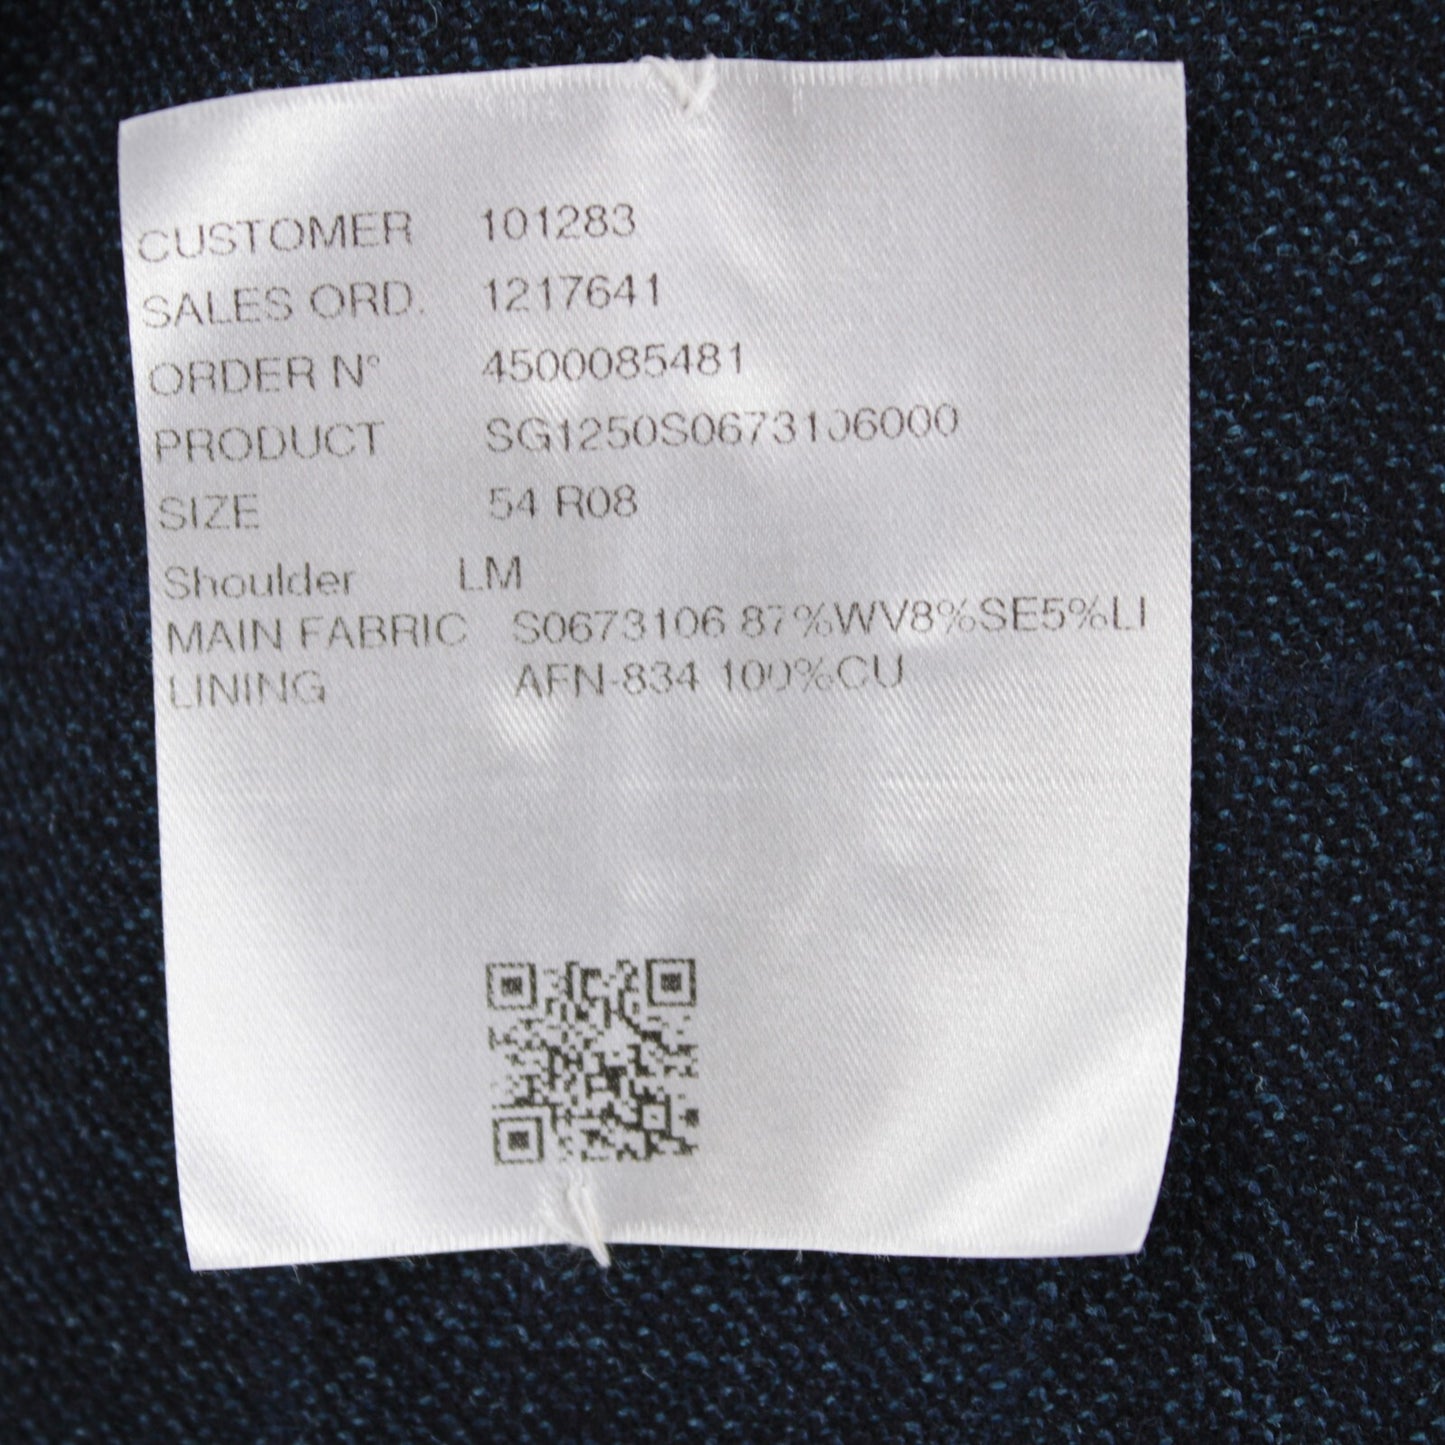 CUSTOMER 101283
SALES ORD. 1217641
ORDER N° 4500085481
PRODUCT SG1250S0673106000
SIZE 54 R08
Shoulder LM
MAIN FABRIC S0673106 87%WV8%SE5%LI
LINING AFN-834 100%CU